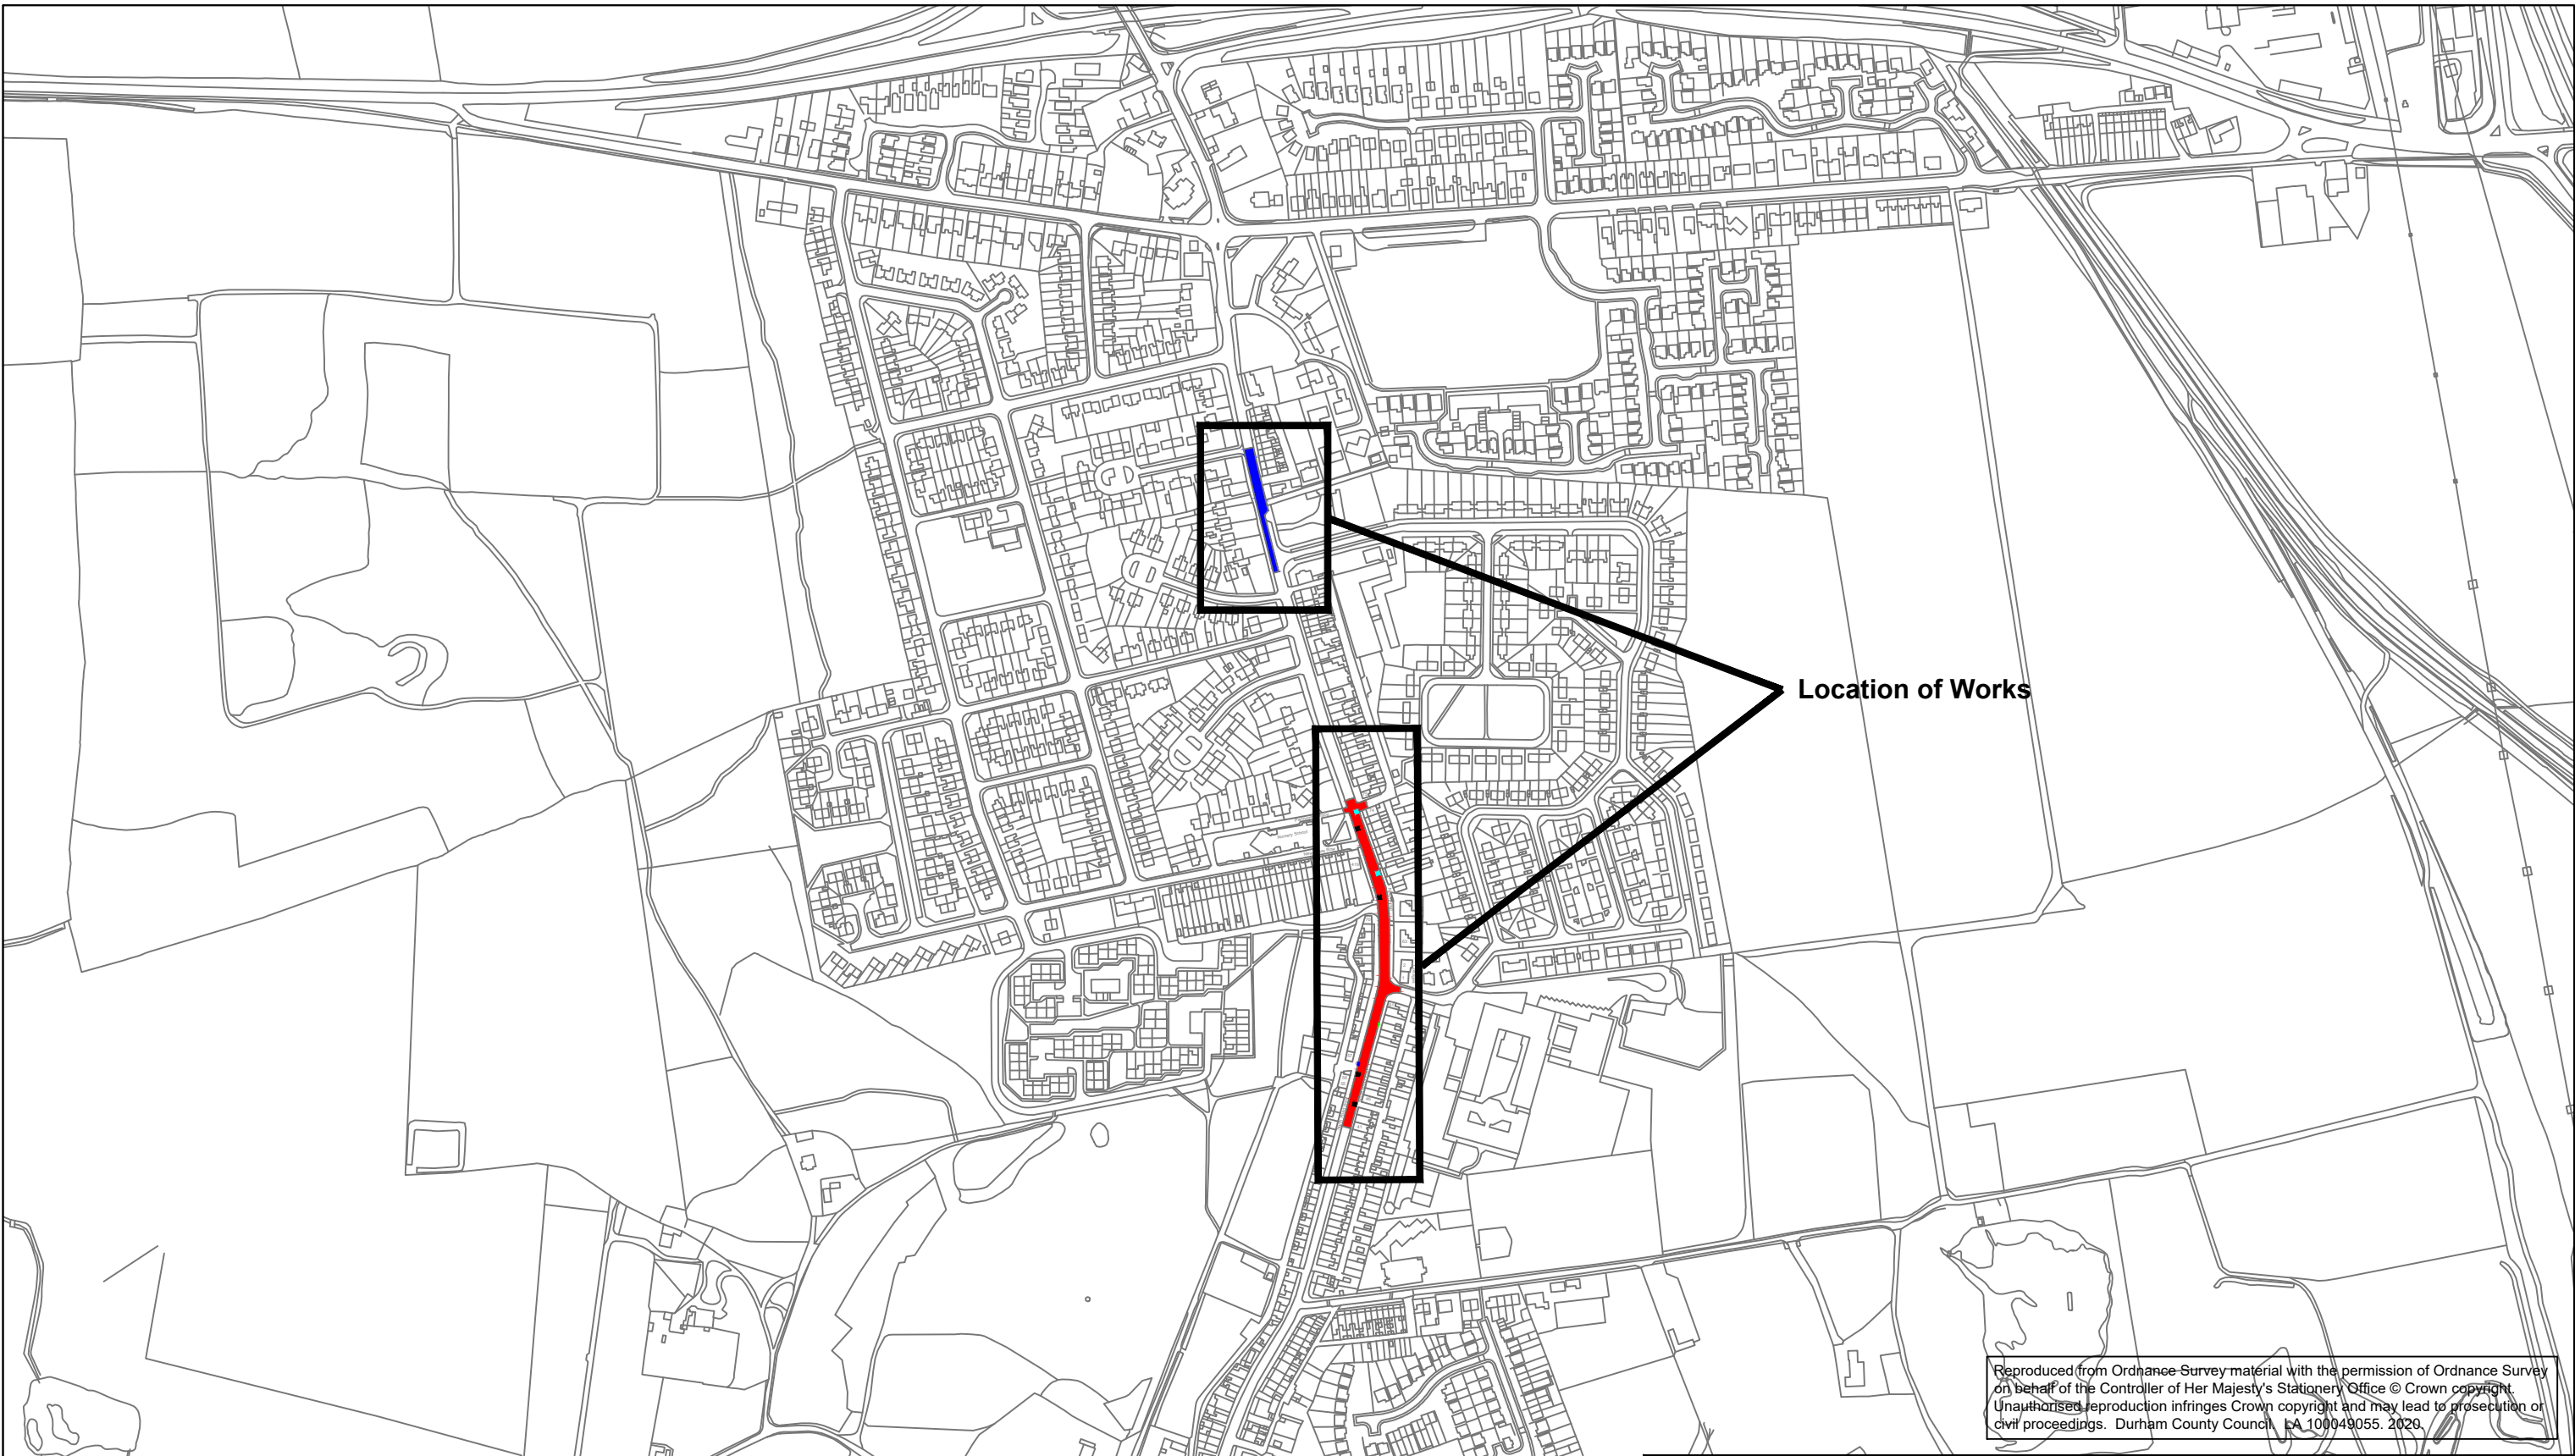 Location of Works
Nursery School
Reproduced from Ordnance Survey material with the permission of Ordnance Survey
on behalf of the Controller of Her Majesty's Stationery Office © Crown copyright.
Unauthorised reproduction infringes Crown copyright and may lead to prosecution or
civil proceedings. Durham County Council. LA 100049055. 2020.